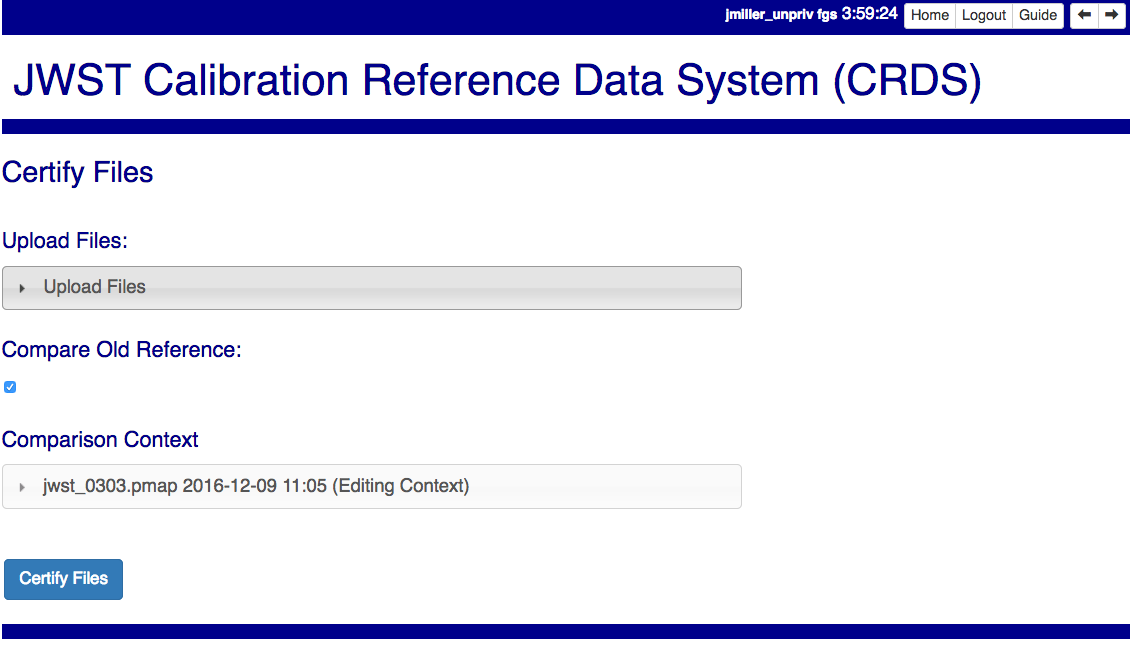 jmiller_unpriv fgs 3:59:24 Home Logout Guide
JWST Calibration Reference Data System (CRDS)
Certify Files
Upload Files:
Upload Files
Compare Old Reference:
Comparison Context
jwst_0303.pmap 2016-12-09 11:05 (Editing Context)
Certify Files